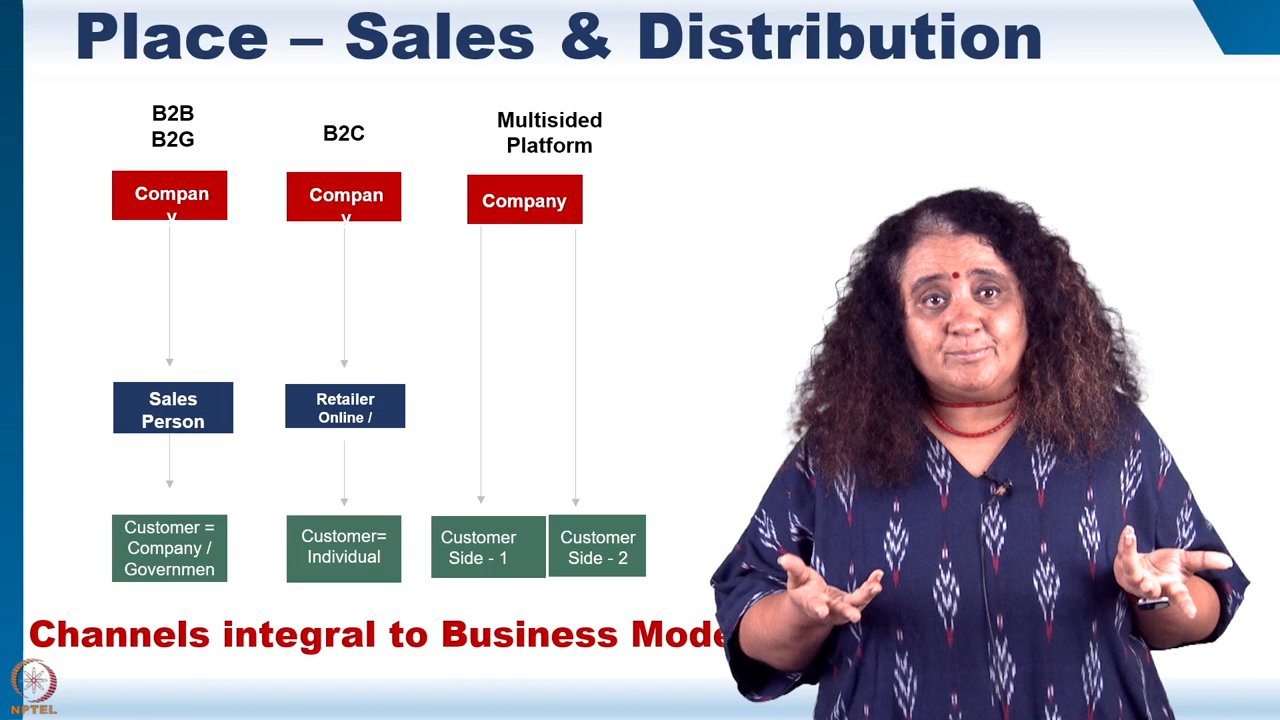 Place – Sales & Distribution
B2B
B2G
B2C
Multisided
Platform
Compan
y
Compan
y
Company
Sales
Person
Retailer
Online /
Customer =
Company /
Governmen
Customer=
Individual
Customer
Side - 1
Customer
Side - 2
Channels integral to Business Mode
NPTEL